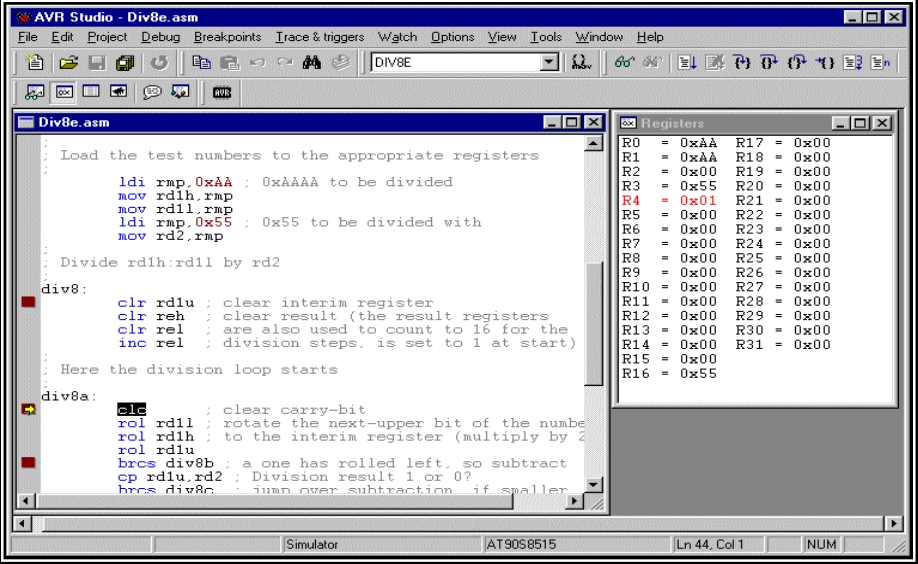 AVR Studio - Div8e.asm
File Edit Project Debug Breakpoints Trace & triggers Watch Options View Tools Window Help
DIV8E
AVR
Div8e.asm
;
; Load the test numbers to the appropriate registers
;
ldi rmp,0xAA ; 0xAAAA to be divided
mov rd1h,rmp
mov rd1l,rmp
ldi rmp,0x55 ; 0x55 to be divided with
mov rd2,rmp
;
; Divide rd1h:rd1l by rd2
;
div8:
clr rd1u ; clear interim register
clr reh ; clear result (the result registers
clr rel ; are also used to count to 16 for the
inc rel ; division steps, is set to 1 at start)
;
; Here the division loop starts
;
div8a:
clc ; clear carry-bit
rol rd1l ; rotate the next-upper bit of the numbe
rol rd1h ; to the interim register (multiply by 2
rol rd1u
brcs div8b ; a one has rolled left, so subtract
cp rd1u,rd2 ; Division result 1 or 0?
brcs div8c ; jump over subtraction, if smaller
Registers
R0 = 0xAA R17 = 0x00
R1 = 0xAA R18 = 0x00
R2 = 0x00 R19 = 0x00
R3 = 0x55 R20 = 0x00
R4 = 0x01 R21 = 0x00
R5 = 0x00 R22 = 0x00
R6 = 0x00 R23 = 0x00
R7 = 0x00 R24 = 0x00
R8 = 0x00 R25 = 0x00
R9 = 0x00 R26 = 0x00
R10 = 0x00 R27 = 0x00
R11 = 0x00 R28 = 0x00
R12 = 0x00 R29 = 0x00
R13 = 0x00 R30 = 0x00
R14 = 0x00 R31 = 0x00
R15 = 0x00
R16 = 0x55
Simulator AT90S8515 Ln 44, Col 1 NUM